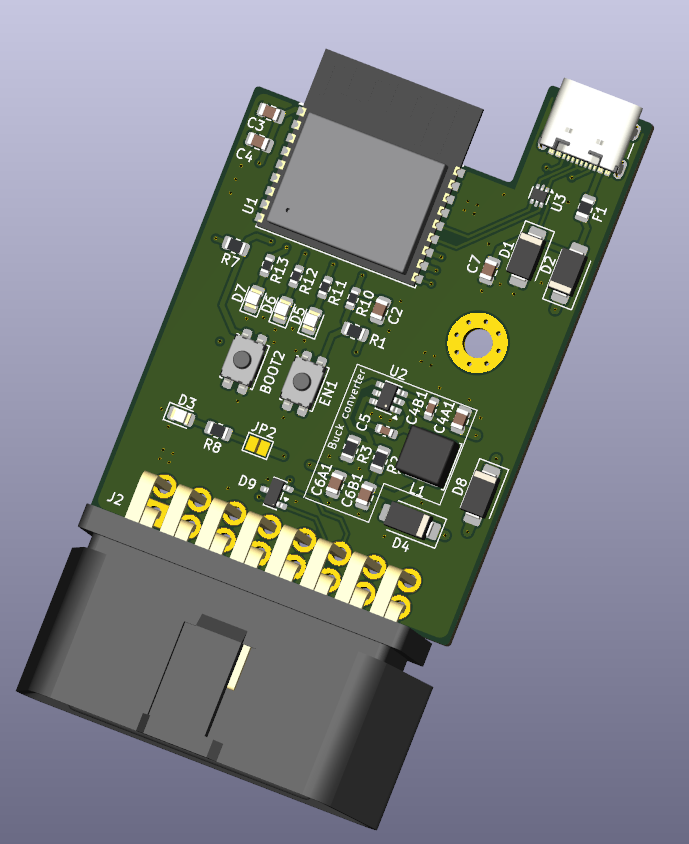 C3
C4
U1
U3
F1
D1
D2
C7
R7
R13
R12
R11
R10
C2
D7
D6
D5
R1
BOOT2
EN1
U2
Buck converter
C4B1
C4A1
C5
R3
R2
D3
R8
JP2
C6A1
C6B1
L1
D9
D8
J2
D4